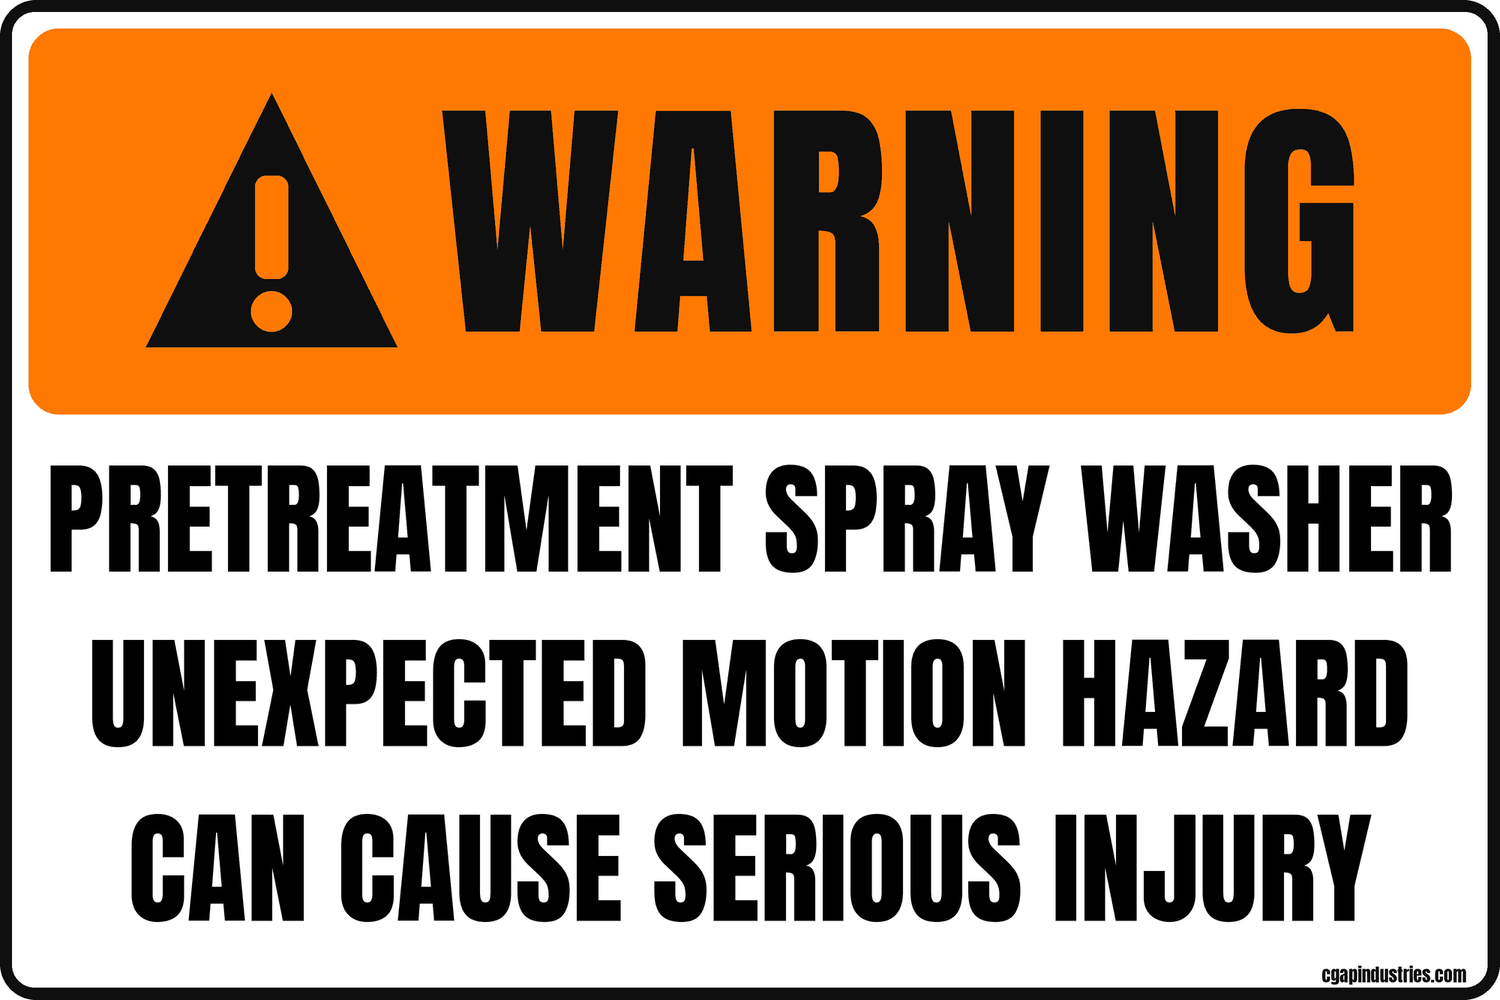 WARNING
PRETREATMENT SPRAY WASHER
UNEXPECTED MOTION HAZARD
CAN CAUSE SERIOUS INJURY
cgapindustries.com